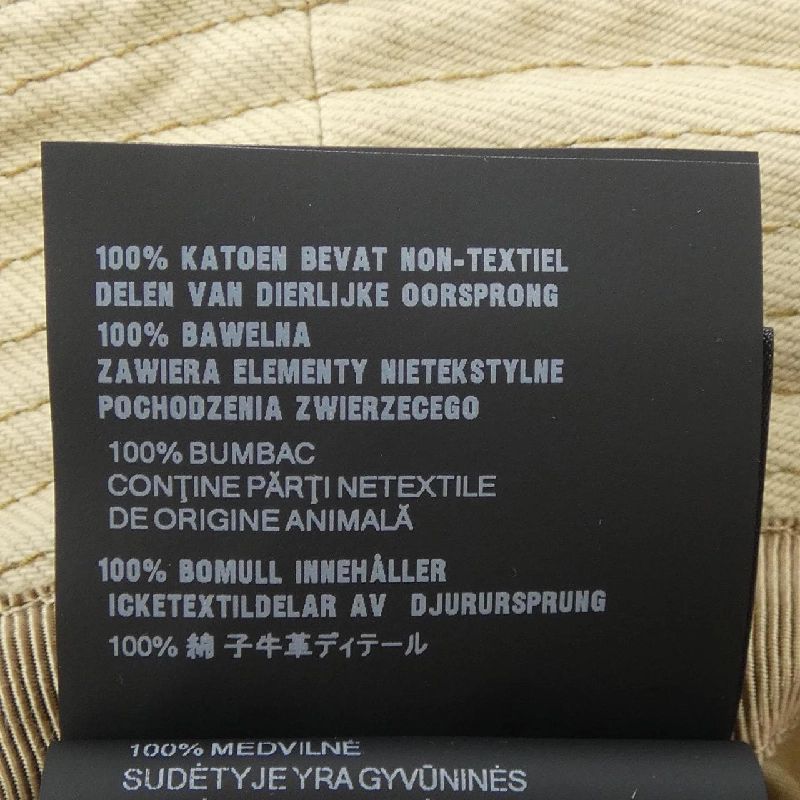 100% KATOEN BEVAT NON-TEXTIEL
DELEN VAN DIERLIJKE OORSPRONG
100% BAWELNA
ZAWIERA ELEMENTY NIETEKSTYLNE
POCHODZENIA ZWIERZECEGO
100% BUMBAC
CONŢINE PĂRŢI NETEXTILE
DE ORIGINE ANIMALĂ
100% BOMULL INNEHÅLLER
ICKETEXTILDELAR AV DJURURSPRUNG
100% 綿 子牛革ディテール
100% MEDVILNĖ
SUDĖTYJE YRA GYVŪNINĖS